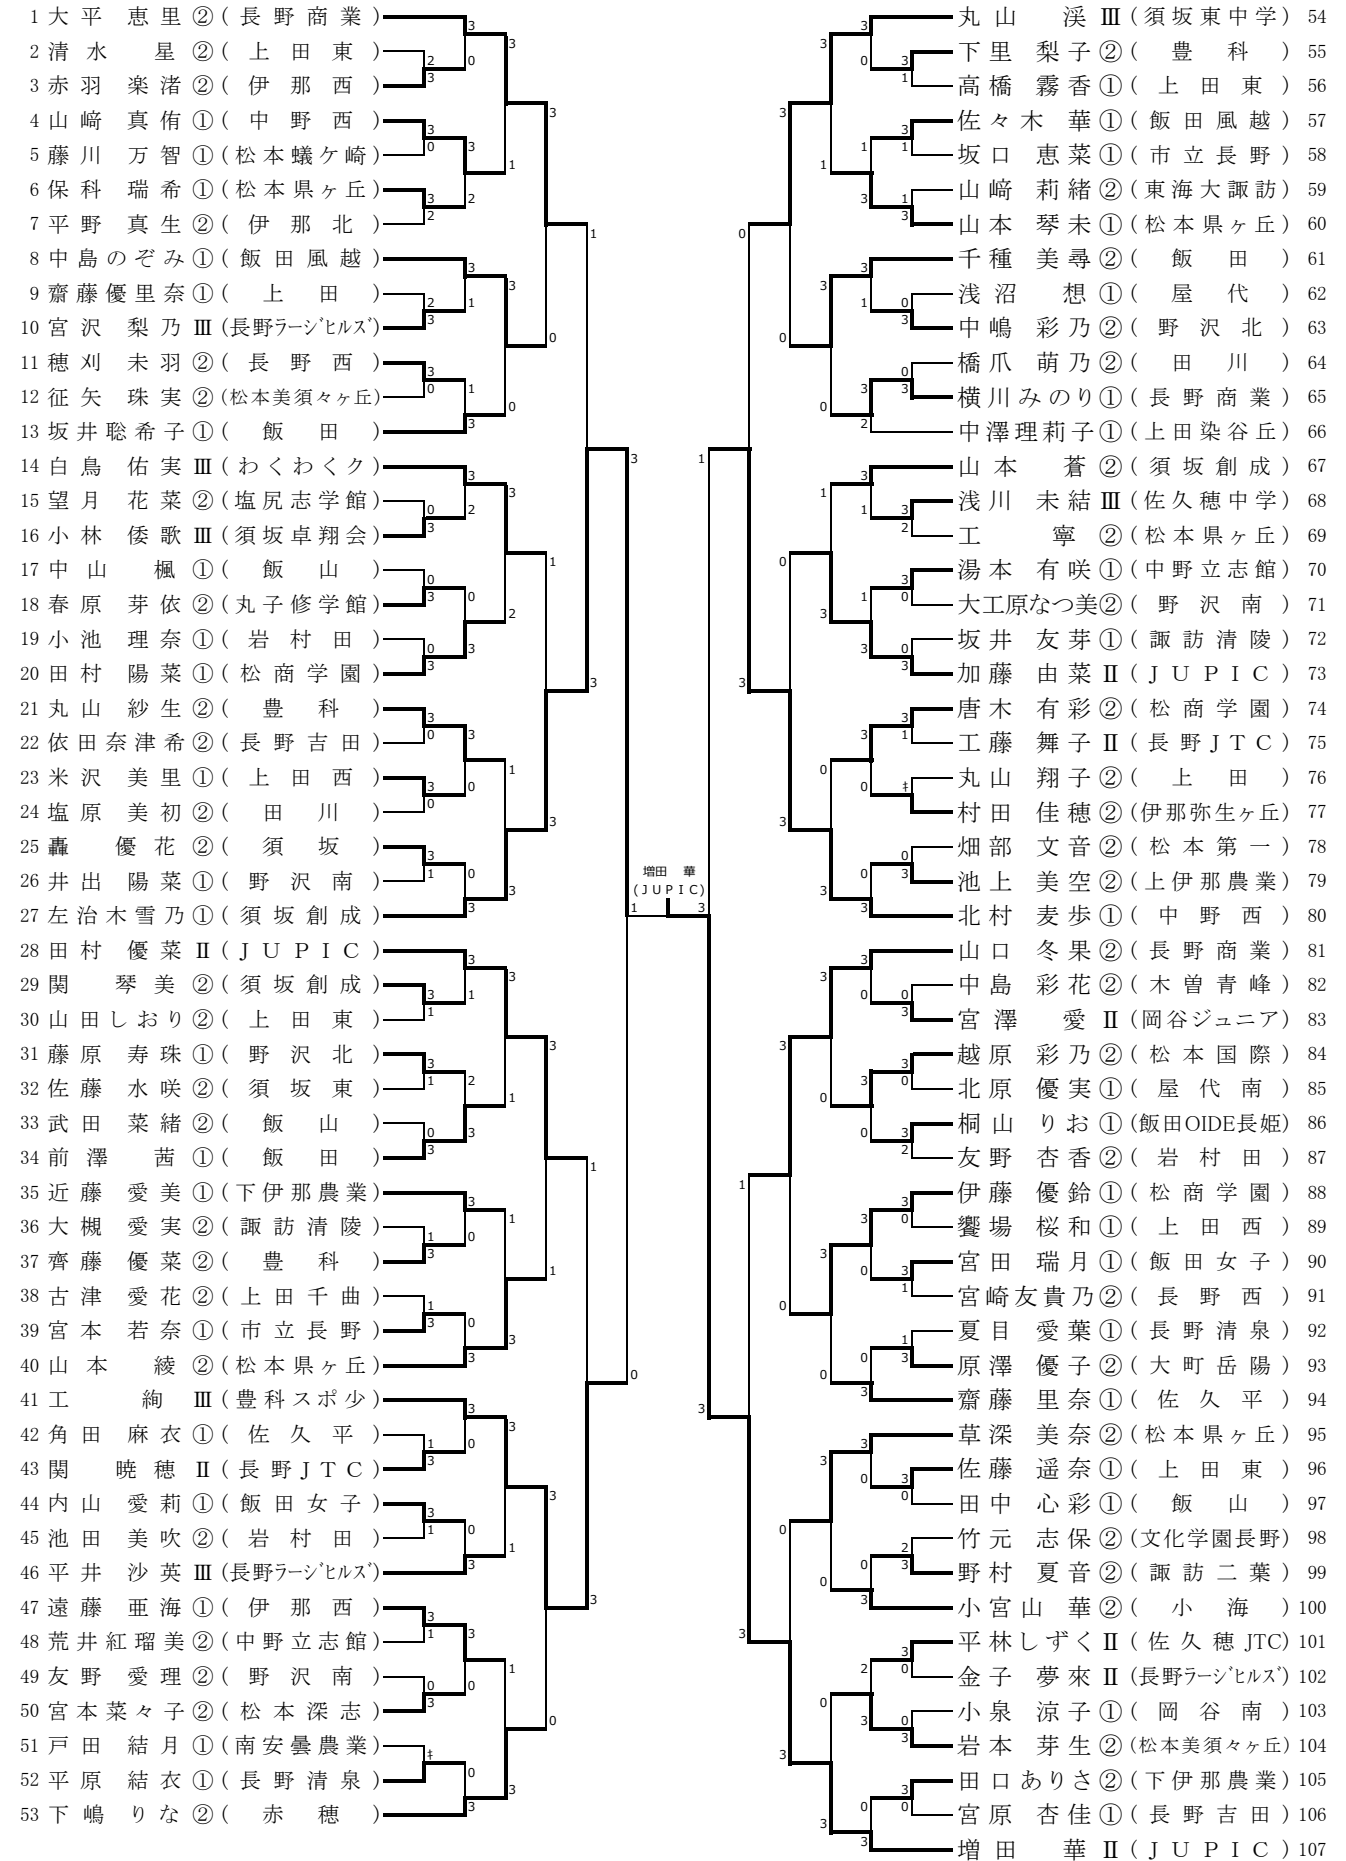 1 大平 恵里 ② (長野商業)
2 清水 星 ② (上田東)
3 赤羽 楽渚 ② (伊那西)
4 山﨑 真侑 ① (中野西)
5 藤川 万智 ① (松本蟻ケ崎)
6 保科 瑞希 ① (松本県ヶ丘)
7 平野 真生 ② (伊那北)
8 中島のぞみ ① (飯田風越)
9 齋藤優里奈 ① (上田)
10 宮沢 梨乃 Ⅲ (長野ラージヒルズ)
11 穂刈 未羽 ② (長野西)
12 征矢 珠実 ② (松本美須々ヶ丘)
13 坂井聡希子 ① (飯田)
14 白鳥 佑実 Ⅲ (わくわくク)
15 望月 花菜 ② (塩尻志学館)
16 小林 倭歌 Ⅲ (須坂卓翔会)
17 中山 楓 ① (飯山)
18 春原 芽依 ② (丸子修学館)
19 小池 理奈 ① (岩村田)
20 田村 陽菜 ① (松商学園)
21 丸山 紗生 ② (豊科)
22 依田奈津希 ② (長野吉田)
23 米沢 美里 ① (上田西)
24 塩原 美初 ② (田川)
25 轟 優花 ② (須坂)
26 井出 陽菜 ① (野沢南)
27 左治木雪乃 ① (須坂創成)
28 田村 優菜 Ⅱ (JUPIC)
29 関 琴美 ② (須坂創成)
30 山田しおり ② (上田東)
31 藤原 寿珠 ① (野沢北)
32 佐藤 水咲 ② (須坂東)
33 武田 菜緒 ② (飯山)
34 前澤 茜 ① (飯田)
35 近藤 愛美 ① (下伊那農業)
36 大槻 愛実 ② (諏訪清陵)
37 齊藤 優菜 ② (豊科)
38 古津 愛花 ② (上田千曲)
39 宮本 若奈 ① (市立長野)
40 山本 綾 ② (松本県ヶ丘)
41 工 絢 Ⅲ (豊科スポ少)
42 角田 麻衣 ① (佐久平)
43 関 暁穂 Ⅱ (長野JTC)
44 内山 愛莉 ① (飯田女子)
45 池田 美吹 ② (岩村田)
46 平井 沙英 Ⅲ (長野ラージヒルズ)
47 遠藤 亜海 ① (伊那西)
48 荒井紅瑠美 ② (中野立志館)
49 友野 愛理 ② (野沢南)
50 宮本菜々子 ② (松本深志)
51 戸田 結月 ① (南安曇農業)
52 平原 結衣 ① (長野清泉)
53 下嶋 りな ② (赤穂)
増田 華
(JUPIC)
1 3
丸山 渓 Ⅲ (須坂東中学) 54
下里 梨子 ② (豊科) 55
高橋 霧香 ① (上田東) 56
佐々木 華 ① (飯田風越) 57
坂口 恵菜 ① (市立長野) 58
山﨑 莉緒 ② (東海大諏訪) 59
山本 琴未 ① (松本県ヶ丘) 60
千種 美尋 ② (飯田) 61
浅沼 想 ① (屋代) 62
中嶋 彩乃 ② (野沢北) 63
橋爪 萌乃 ② (田川) 64
横川みのり ① (長野商業) 65
中澤理莉子 ① (上田染谷丘) 66
山本 蒼 ② (須坂創成) 67
浅川 未結 Ⅲ (佐久穂中学) 68
工 寧 ② (松本県ヶ丘) 69
湯本 有咲 ① (中野立志館) 70
大工原なつ美 ② (野沢南) 71
坂井 友芽 ① (諏訪清陵) 72
加藤 由菜 Ⅱ (JUPIC) 73
唐木 有彩 ② (松商学園) 74
工藤 舞子 Ⅱ (長野JTC) 75
丸山 翔子 ② (上田) 76
村田 佳穂 ② (伊那弥生ヶ丘) 77
畑部 文音 ② (松本第一) 78
池上 美空 ② (上伊那農業) 79
北村 麦歩 ① (中野西) 80
山口 冬果 ② (長野商業) 81
中島 彩花 ② (木曽青峰) 82
宮澤 愛 Ⅱ (岡谷ジュニア) 83
越原 彩乃 ② (松本国際) 84
北原 優実 ① (屋代南) 85
桐山 りお ① (飯田OIDE長姫) 86
友野 杏香 ② (岩村田) 87
伊藤 優鈴 ① (松商学園) 88
饗場 桜和 ① (上田西) 89
宮田 瑞月 ① (飯田女子) 90
宮崎友貴乃 ② (長野西) 91
夏目 愛葉 ① (長野清泉) 92
原澤 優子 ② (大町岳陽) 93
齋藤 里奈 ① (佐久平) 94
草深 美奈 ② (松本県ヶ丘) 95
佐藤 遥奈 ① (上田東) 96
田中 心彩 ① (飯山) 97
竹元 志保 ② (文化学園長野) 98
野村 夏音 ② (諏訪二葉) 99
小宮山 華 ② (小海) 100
平林しずく Ⅱ (佐久穂JTC) 101
金子 夢來 Ⅱ (長野ラージヒルズ) 102
小泉 涼子 ① (岡谷南) 103
岩本 芽生 ② (松本美須々ヶ丘) 104
田口ありさ ② (下伊那農業) 105
宮原 杏佳 ① (長野吉田) 106
増田 華 Ⅱ (JUPIC) 107